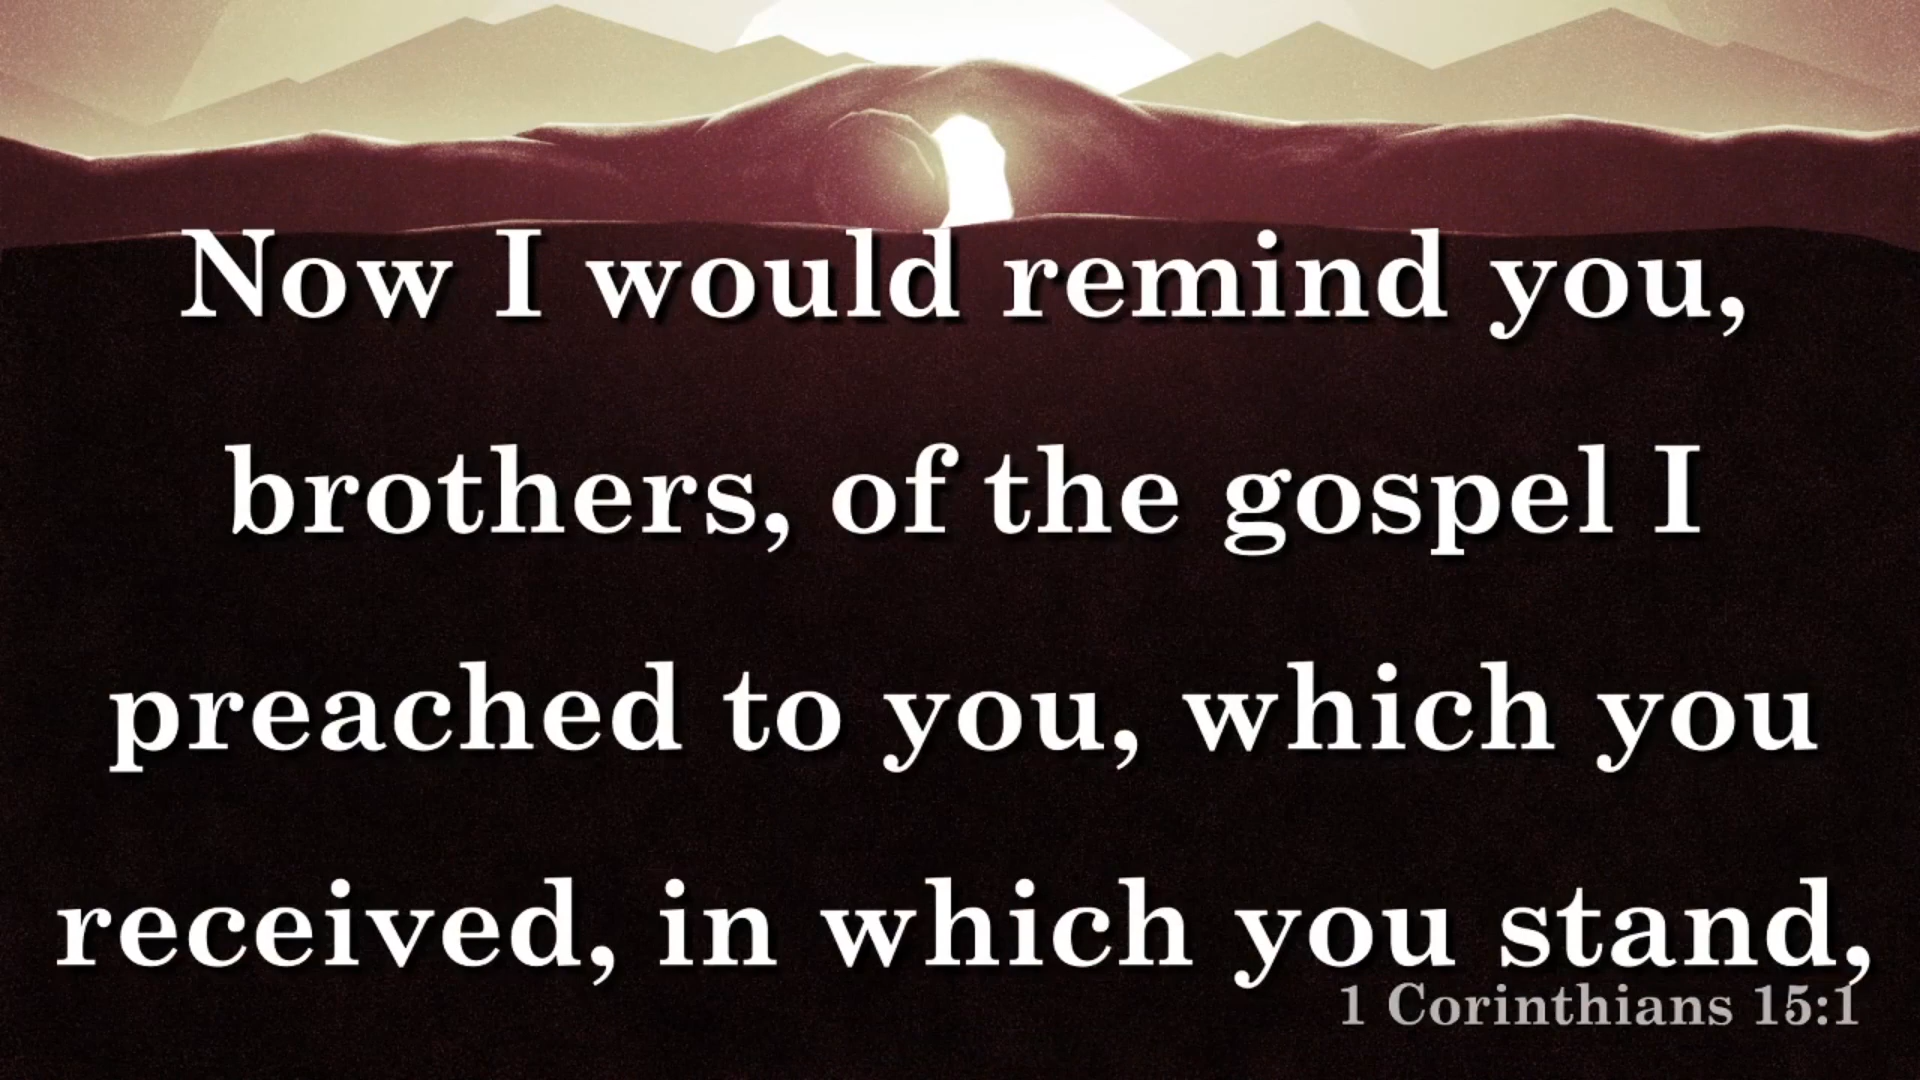 Now I would remind you,
brothers, of the gospel I
preached to you, which you
received, in which you stand,
1 Corinthians 15:1